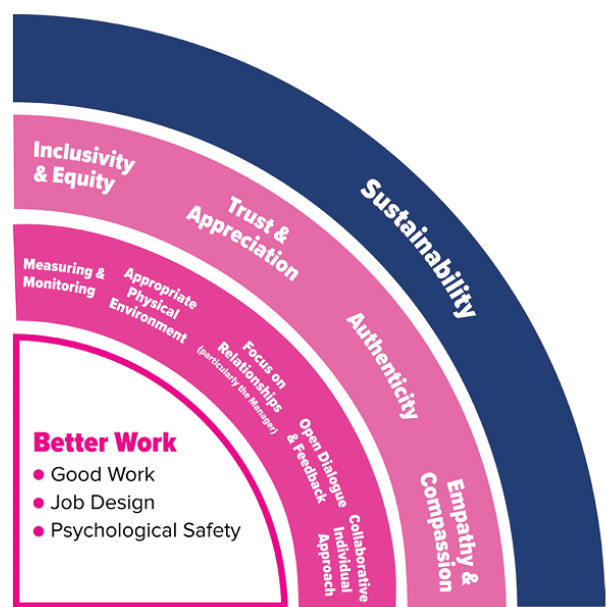 Sustainability
Inclusivity
& Equity
Trust &
Appreciation
Authenticity
Empathy &
Compassion
Measuring &
Monitoring
Appropriate
Physical
Environment
Focus on
Relationships
(particularly the Manager)
Open Dialogue
& Feedback
Collaborative
Individual
Approach
Better Work
• Good Work
• Job Design
• Psychological Safety